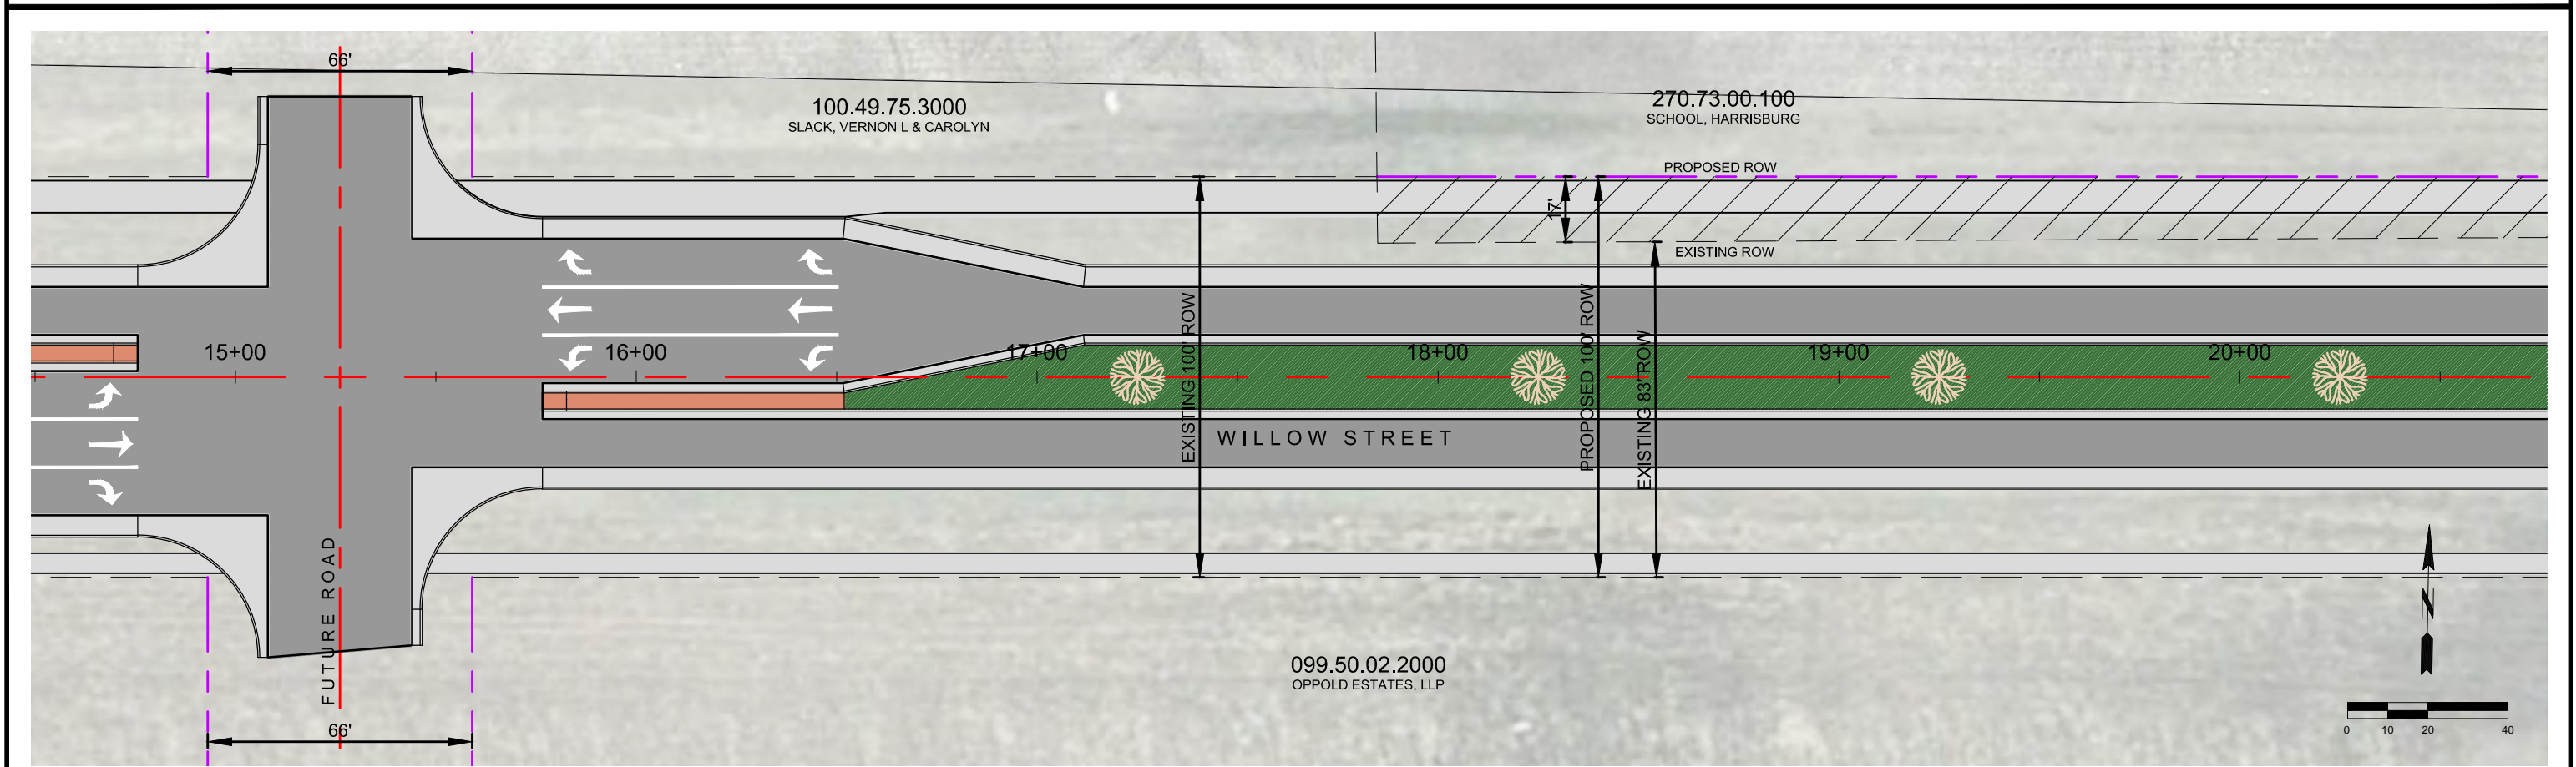 66'
100.49.75.3000
SLACK, VERNON L & CAROLYN
270.73.00.100
SCHOOL, HARRISBURG
PROPOSED ROW
17'
EXISTING ROW
EXISTING 100' ROW
PROPOSED 100' ROW
EXISTING 83' ROW
15+00
16+00
17+00
18+00
19+00
20+00
WILLOW STREET
FUTURE ROAD
099.50.02.2000
OPPOLD ESTATES, LLP
N
66'
0 10 20 40